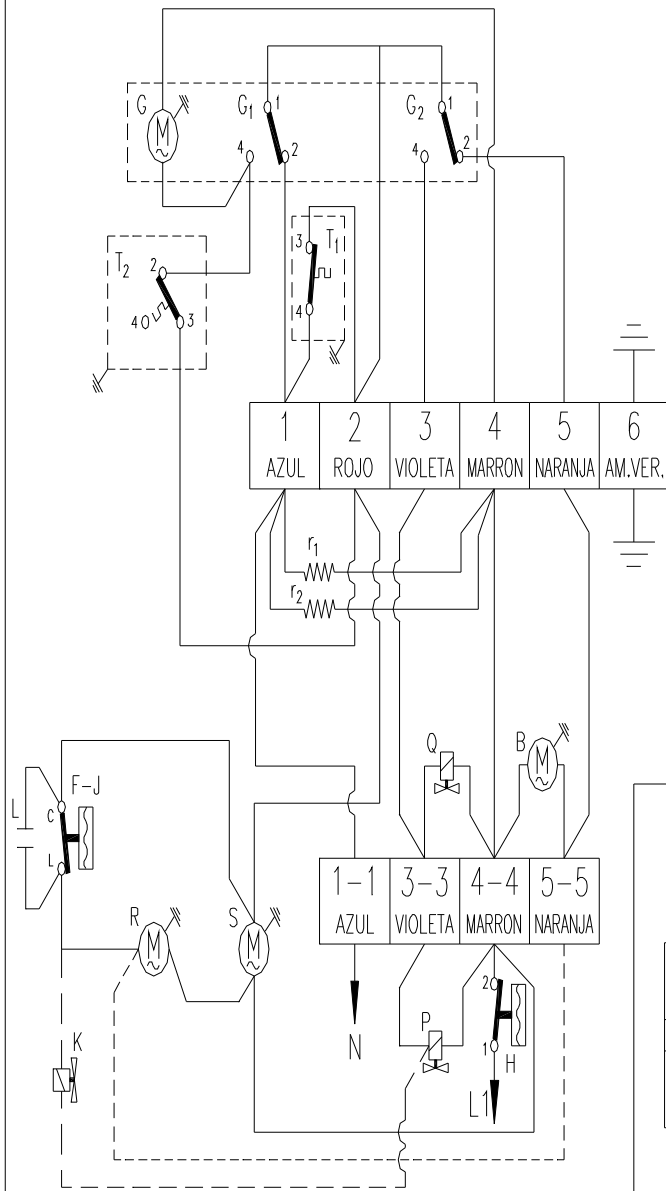 G
M
G1
1
2
4
G2
1
2
4
T2
2
3
4
T1
3
4
1 2 3 4 5 6
AZUL ROJO VIOLETA MARRON NARANJA AM.VER.
r1
r2
Q
B
M
F-J
L
C
L
R
M
S
M
1-1 3-3 4-4 5-5
AZUL VIOLETA MARRON NARANJA
N
P
2
1
H
L1
K